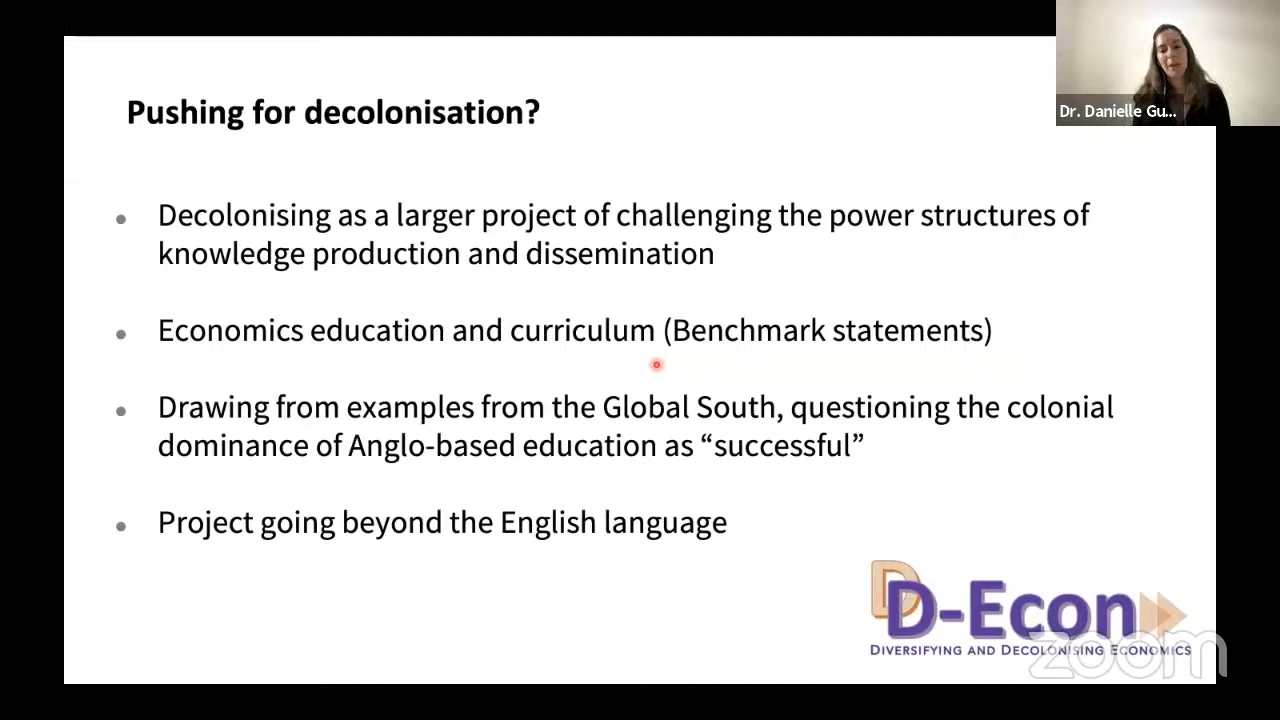 Dr. Danielle Gu...
Pushing for decolonisation?
Decolonising as a larger project of challenging the power structures of
knowledge production and dissemination
Economics education and curriculum (Benchmark statements)
Drawing from examples from the Global South, questioning the colonial
dominance of Anglo-based education as “successful”
Project going beyond the English language
D
D-Econ
DIVERSIFYING AND DECOLONISING ECONOMICS
zoom